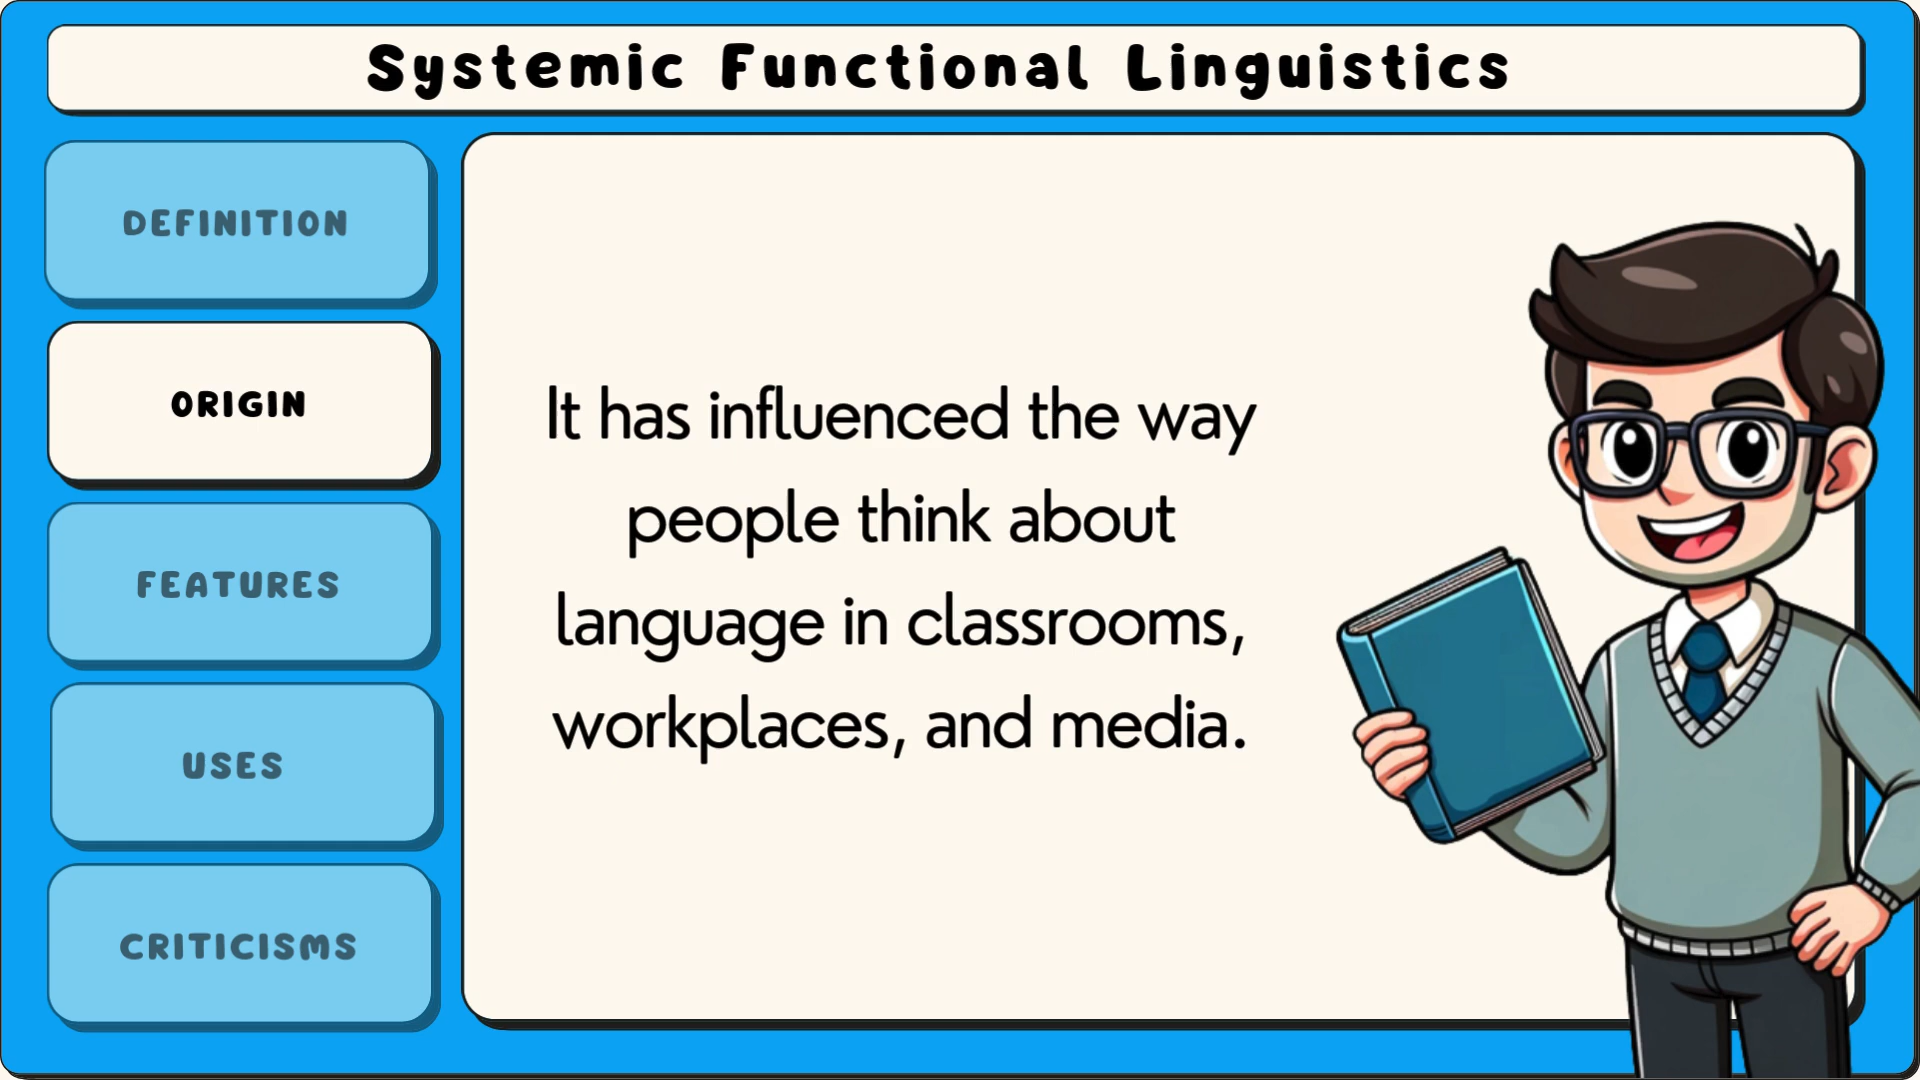 Systemic Functional Linguistics
DEFINITION
ORIGIN
FEATURES
USES
CRITICISMS
It has influenced the way
people think about
language in classrooms,
workplaces, and media.